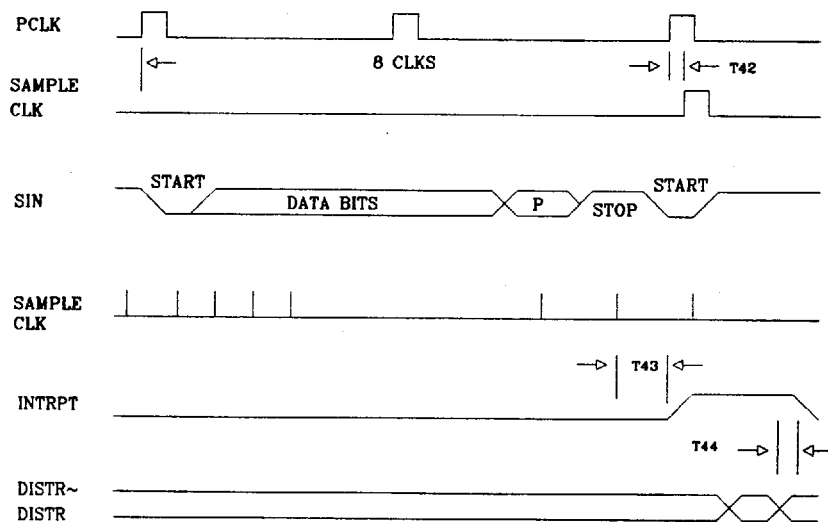 PCLK
8 CLKS
T42
SAMPLE
CLK
START
START
SIN
DATA BITS
P
STOP
SAMPLE
CLK
T43
INTRPT
T44
DISTR~
DISTR